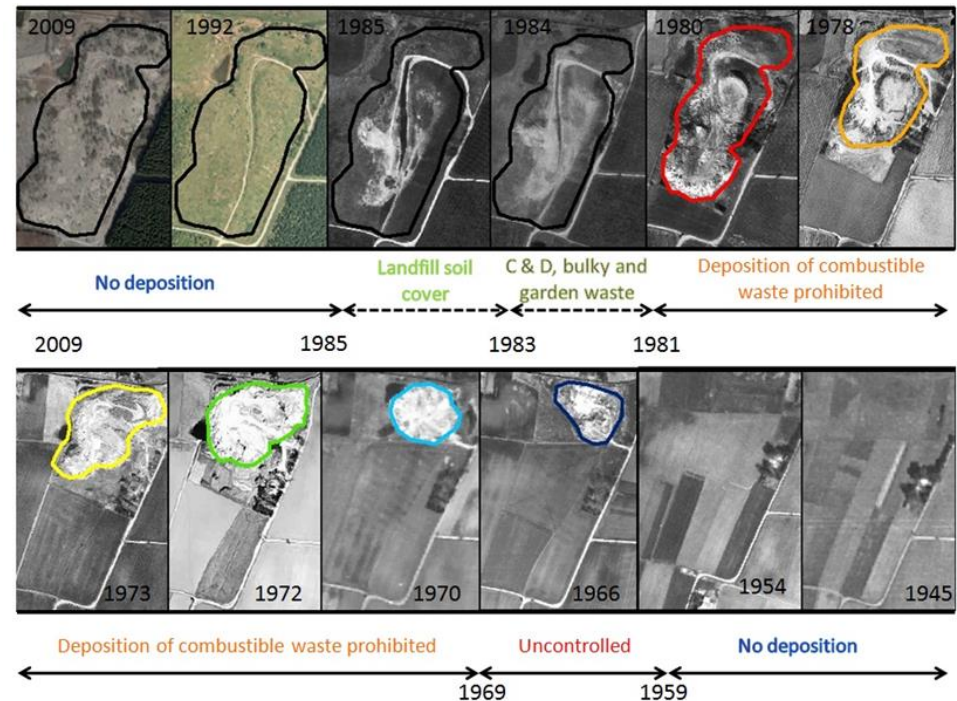 2009 1992 1985 1984 1980 1978
No deposition
Landfill soil
cover
C & D, bulky and
garden waste
Deposition of combustible
waste prohibited
2009 1985 1983 1981
1973 1972 1970 1966 1954 1945
Deposition of combustible waste prohibited Uncontrolled No deposition
1969 1959